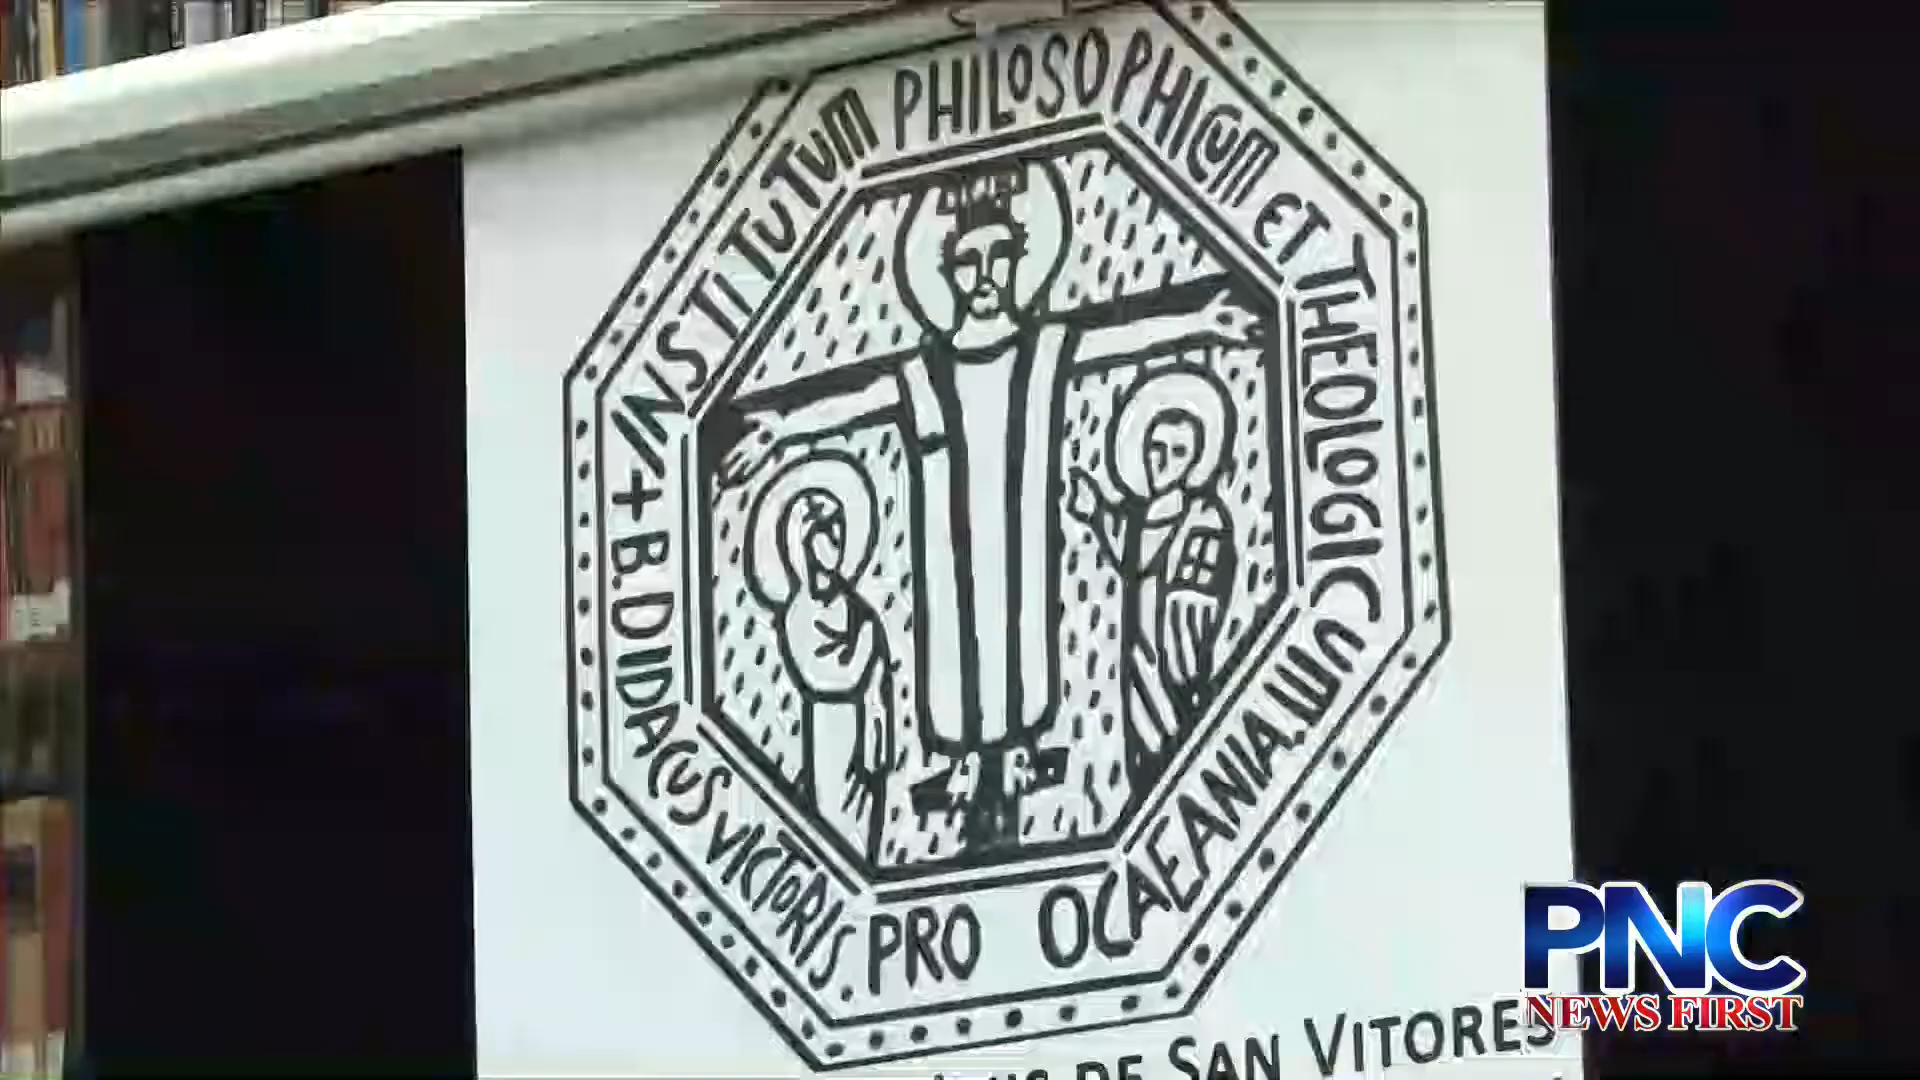 + INSTITUTUM PHILOSOPHICUM ET THEOLOGICUM
B. DIDACUS VICTORIS. PRO OCAEANIA.
DE SAN VITORES
PNC
NEWS FIRST